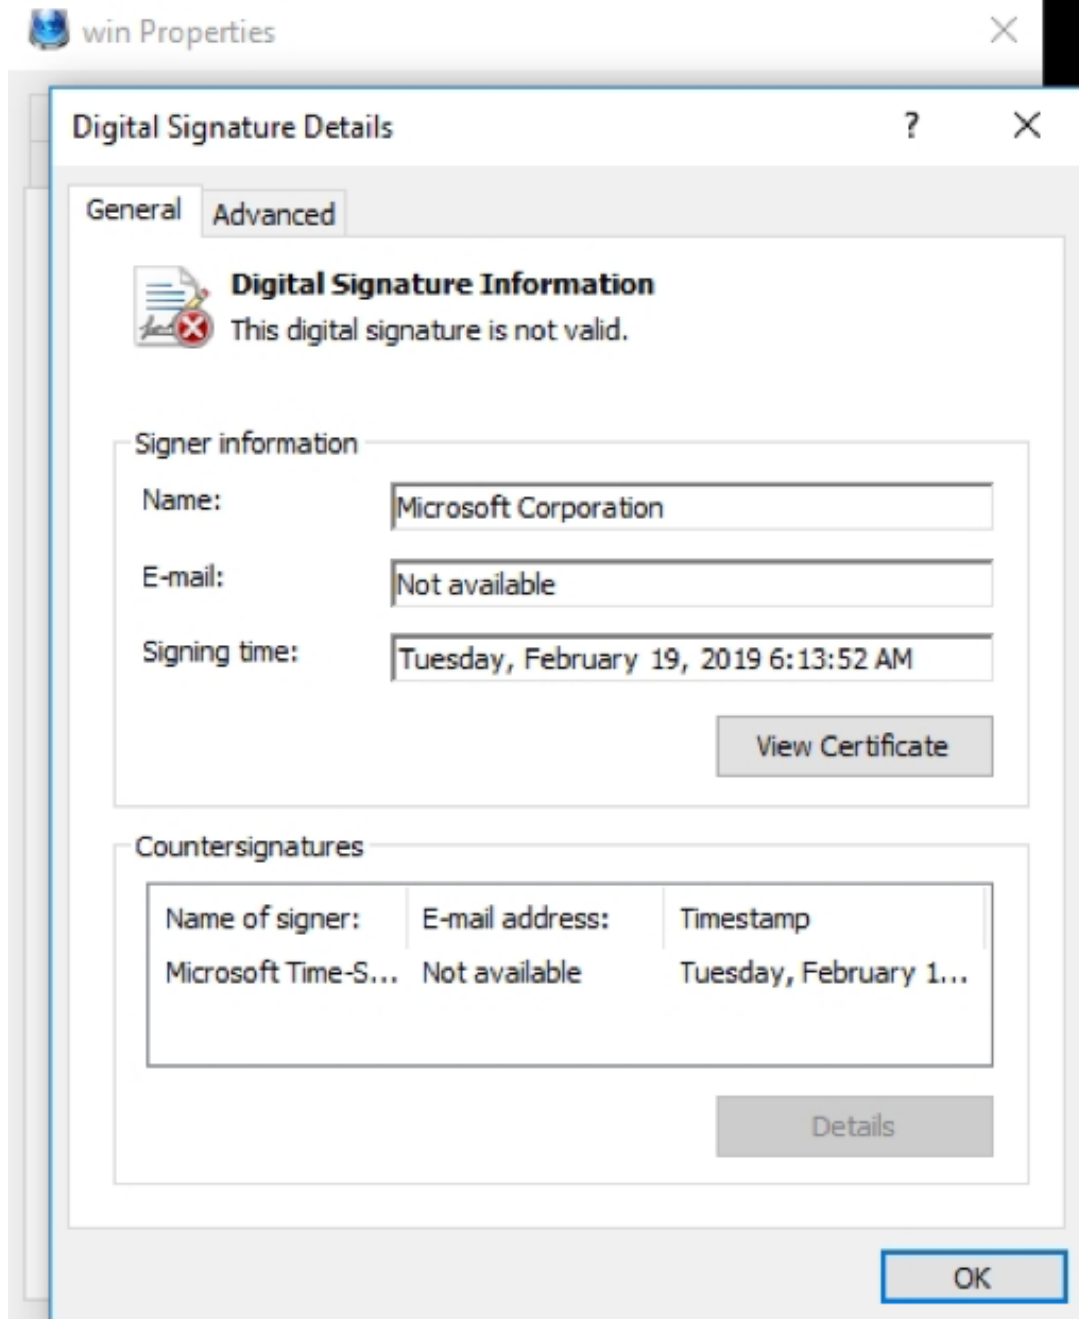 win Properties
Digital Signature Details
General
Advanced
Digital Signature Information
This digital signature is not valid.
Signer information
Name:
Microsoft Corporation
E-mail:
Not available
Signing time:
Tuesday, February 19, 2019 6:13:52 AM
View Certificate
Countersignatures
Name of signer: E-mail address: Timestamp
Microsoft Time-S... Not available Tuesday, February 1...
Details
OK